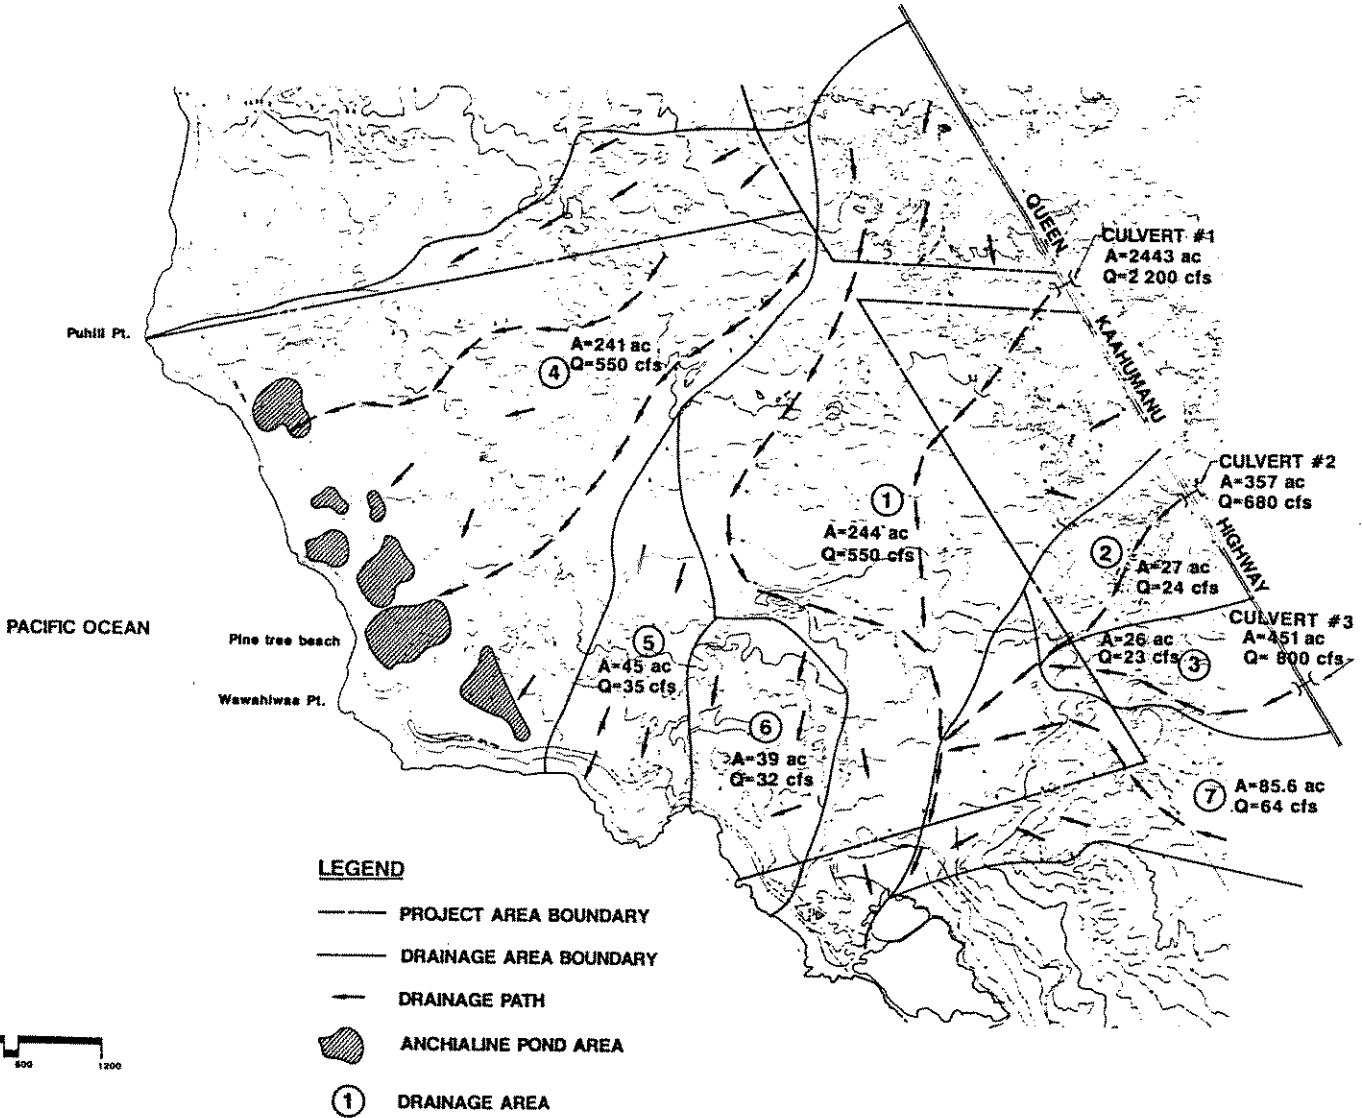 QUEEN
CULVERT #1
A=2443 ac
Q=2200 cfs
KAAHUMANU
Puhili Pt.
A=241 ac
Q=550 cfs
4
CULVERT #2
A=357 ac
Q=680 cfs
HIGHWAY
1
A=244 ac
Q=550 cfs
2
A=27 ac
Q=24 cfs
CULVERT #3
A=451 ac
Q= 800 cfs
PACIFIC OCEAN
Pine tree beach
5
A=45 ac
Q=35 cfs
A=26 ac
Q=23 cfs
3
Wawahiwaa Pt.
6
A=39 ac
Q=32 cfs
7
A=85.6 ac
Q=64 cfs
LEGEND
PROJECT AREA BOUNDARY
DRAINAGE AREA BOUNDARY
DRAINAGE PATH
ANCHIALINE POND AREA
1 DRAINAGE AREA
600 1200